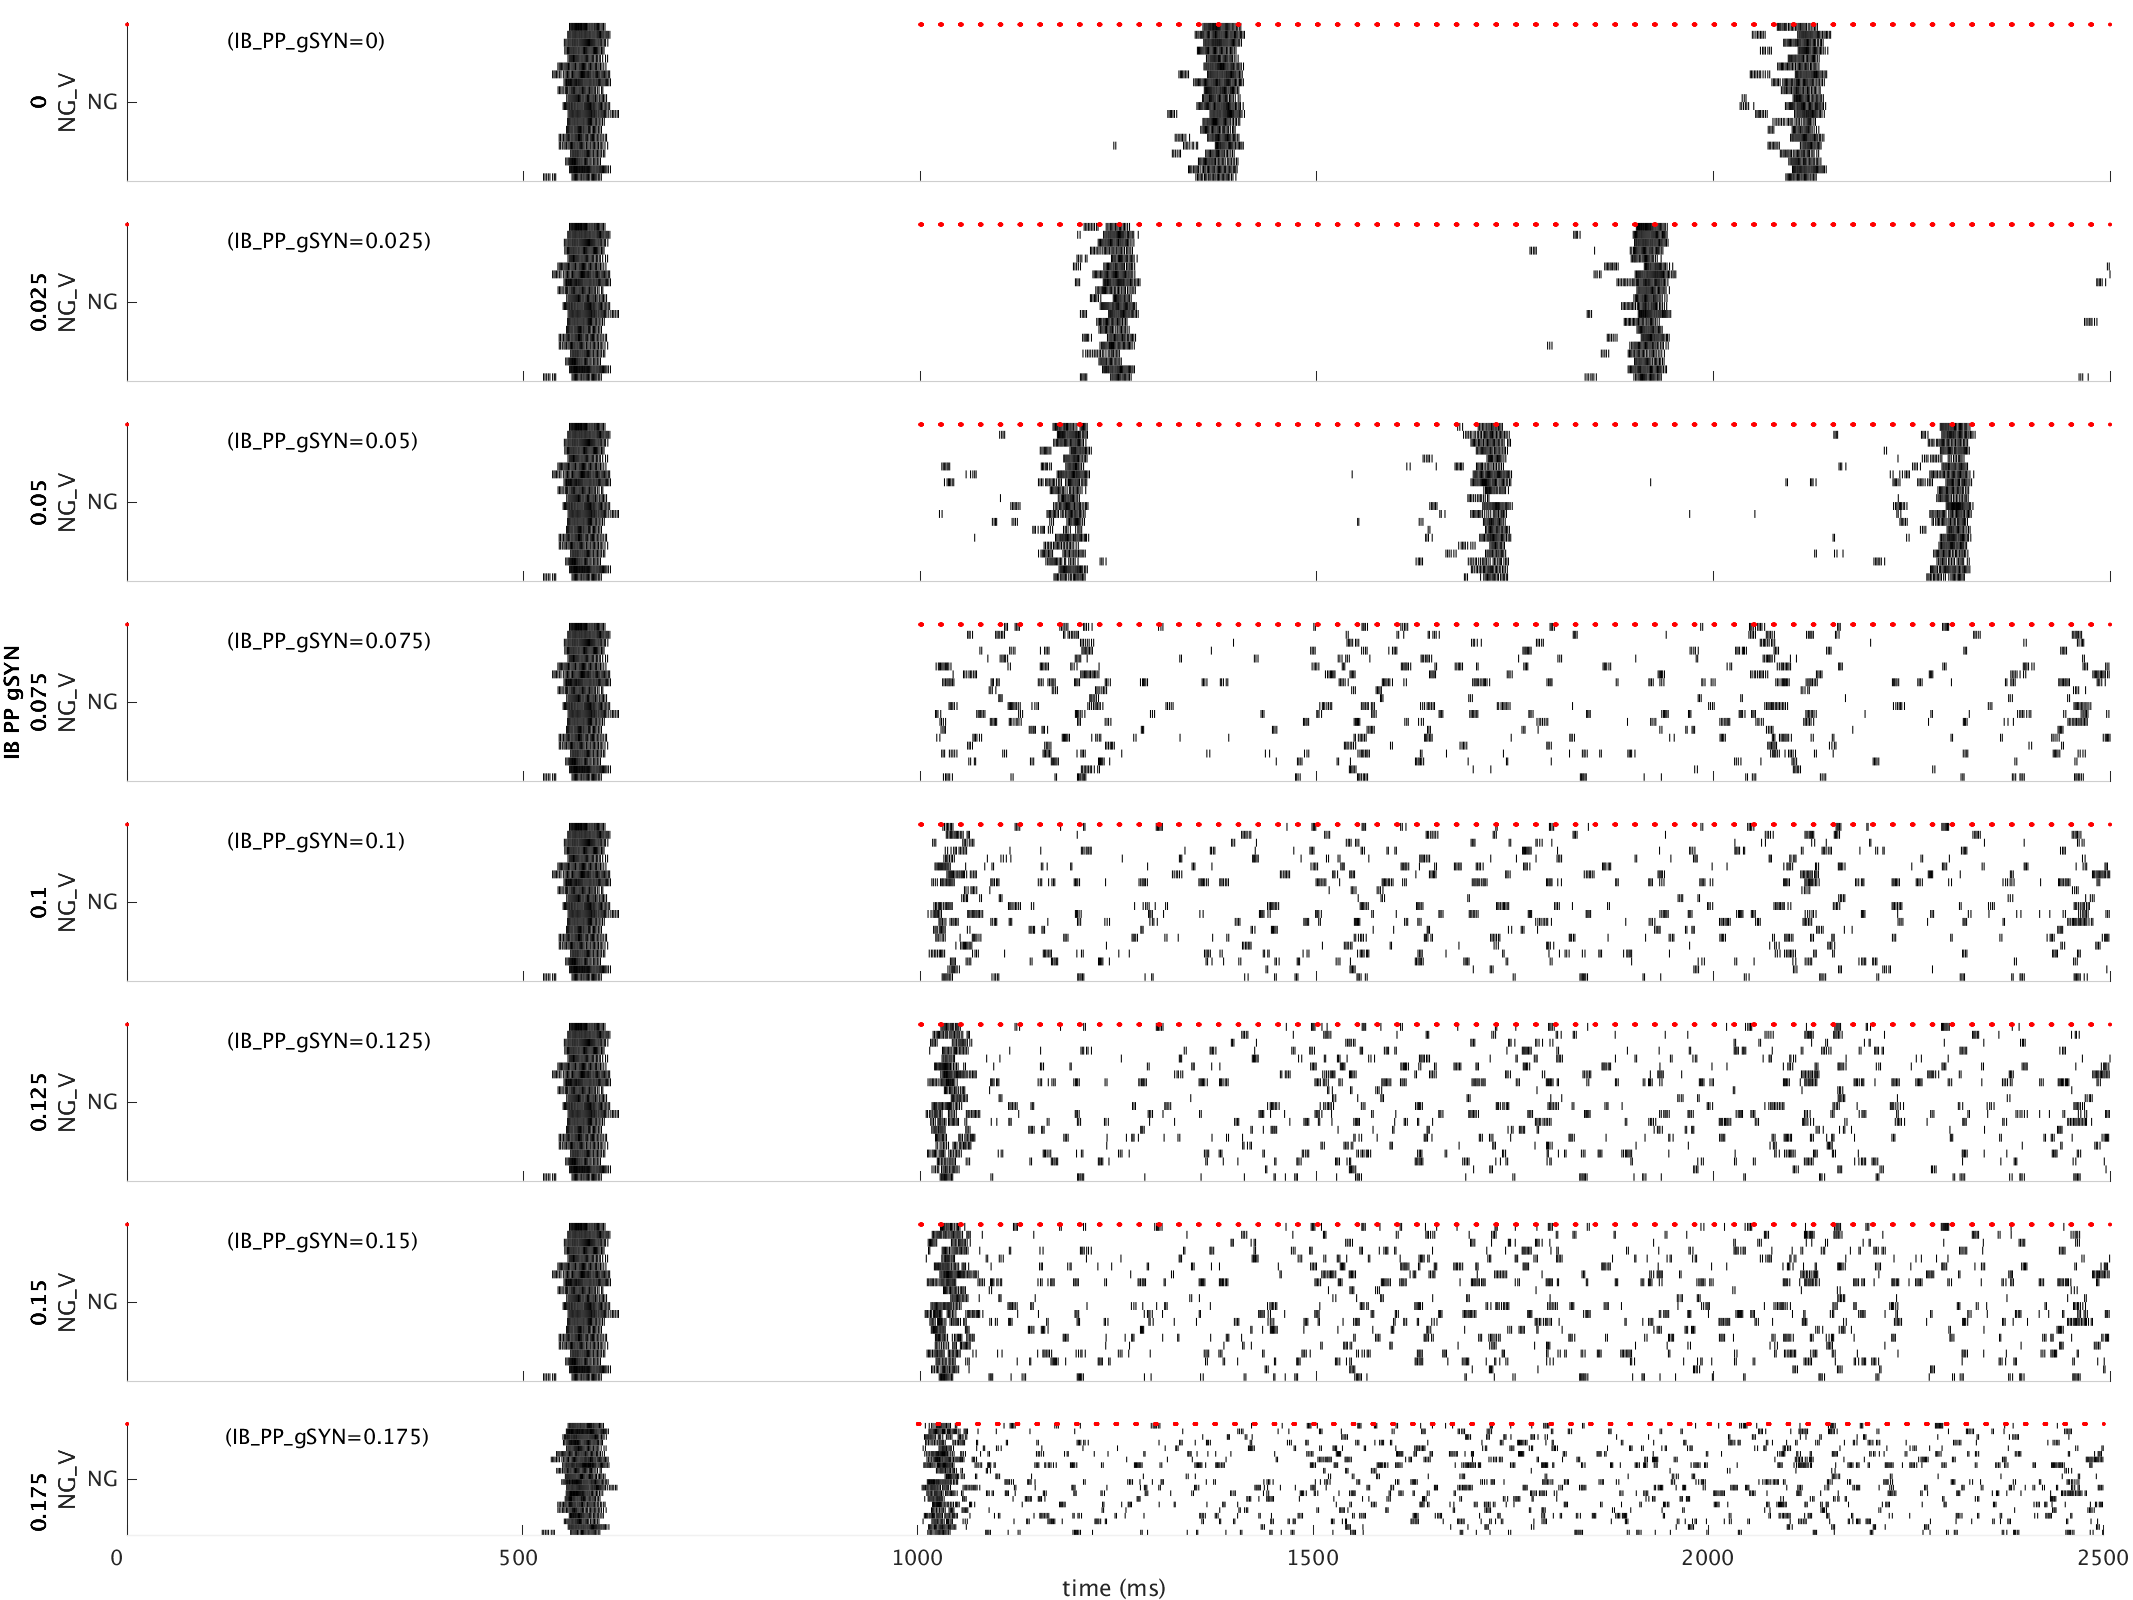 IB PP gSYN
0
NG_V
NG
(IB_PP_gSYN=0)
0.025
NG_V
NG
(IB_PP_gSYN=0.025)
0.05
NG_V
NG
(IB_PP_gSYN=0.05)
0.075
NG_V
NG
(IB_PP_gSYN=0.075)
0.1
NG_V
NG
(IB_PP_gSYN=0.1)
0.125
NG_V
NG
(IB_PP_gSYN=0.125)
0.15
NG_V
NG
(IB_PP_gSYN=0.15)
0.175
NG_V
NG
(IB_PP_gSYN=0.175)
0 500 1000 1500 2000 2500
time (ms)